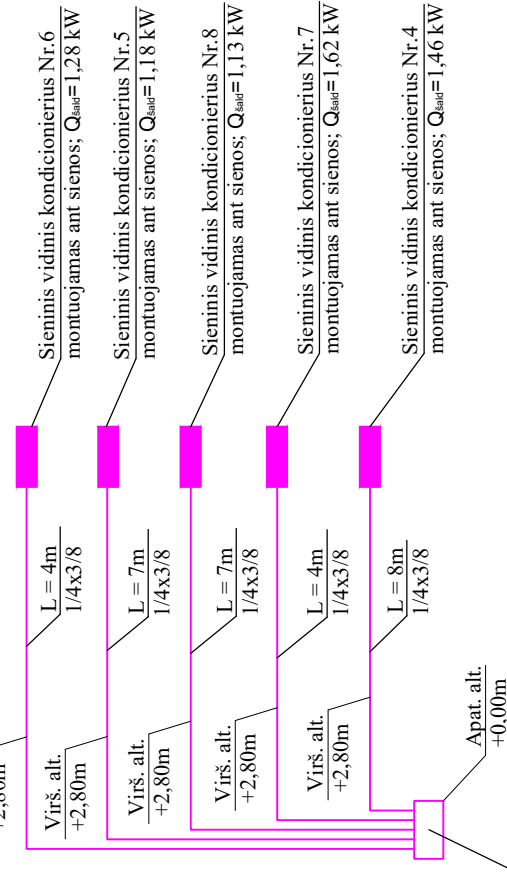 Sieninis vidinis kondicionierius Nr.6
montuojamas ant sienos; Qšald=1,28 kW
Sieninis vidinis kondicionierius Nr.5
montuojamas ant sienos; Qšald=1,18 kW
Sieninis vidinis kondicionierius Nr.8
montuojamas ant sienos; Qšald=1,13 kW
Sieninis vidinis kondicionierius Nr.7
montuojamas ant sienos; Qšald=1,62 kW
Sieninis vidinis kondicionierius Nr.4
montuojamas ant sienos; Qšald=1,46 kW
L = 4m
1/4x3/8
L = 7m
1/4x3/8
L = 7m
1/4x3/8
L = 4m
1/4x3/8
L = 8m
1/4x3/8
+2,80m
Virš. alt.
+2,80m
Virš. alt.
+2,80m
Virš. alt.
+2,80m
Virš. alt.
+2,80m
Apat. alt.
+0,00m